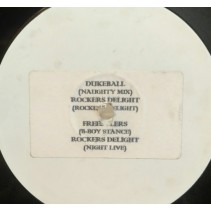 DUKEBALL
(NAUGHTY MIX)
ROCKERS DELIGHT
(ROCKERS DELIGHT)
(B-BOY STANCE)
ROCKERS DELIGHT
(NIGHT LIVE)